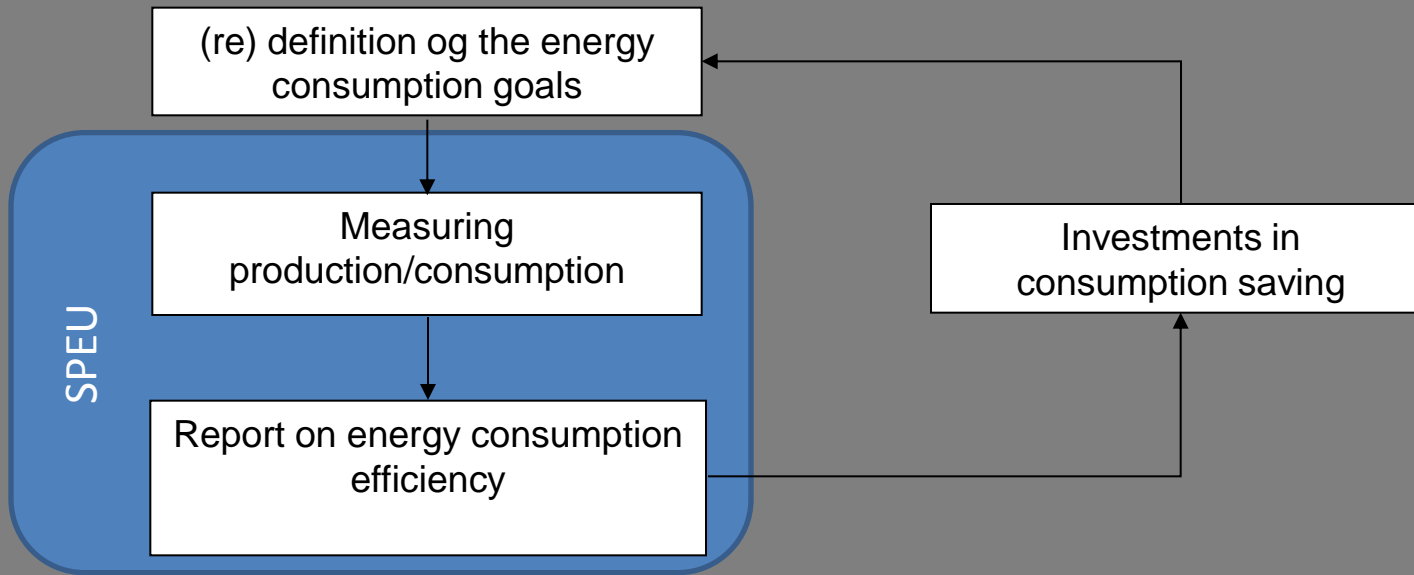 (re) definition og the energy
consumption goals
Measuring
production/consumption
Investments in
consumption saving
SPEU
Report on energy consumption
efficiency